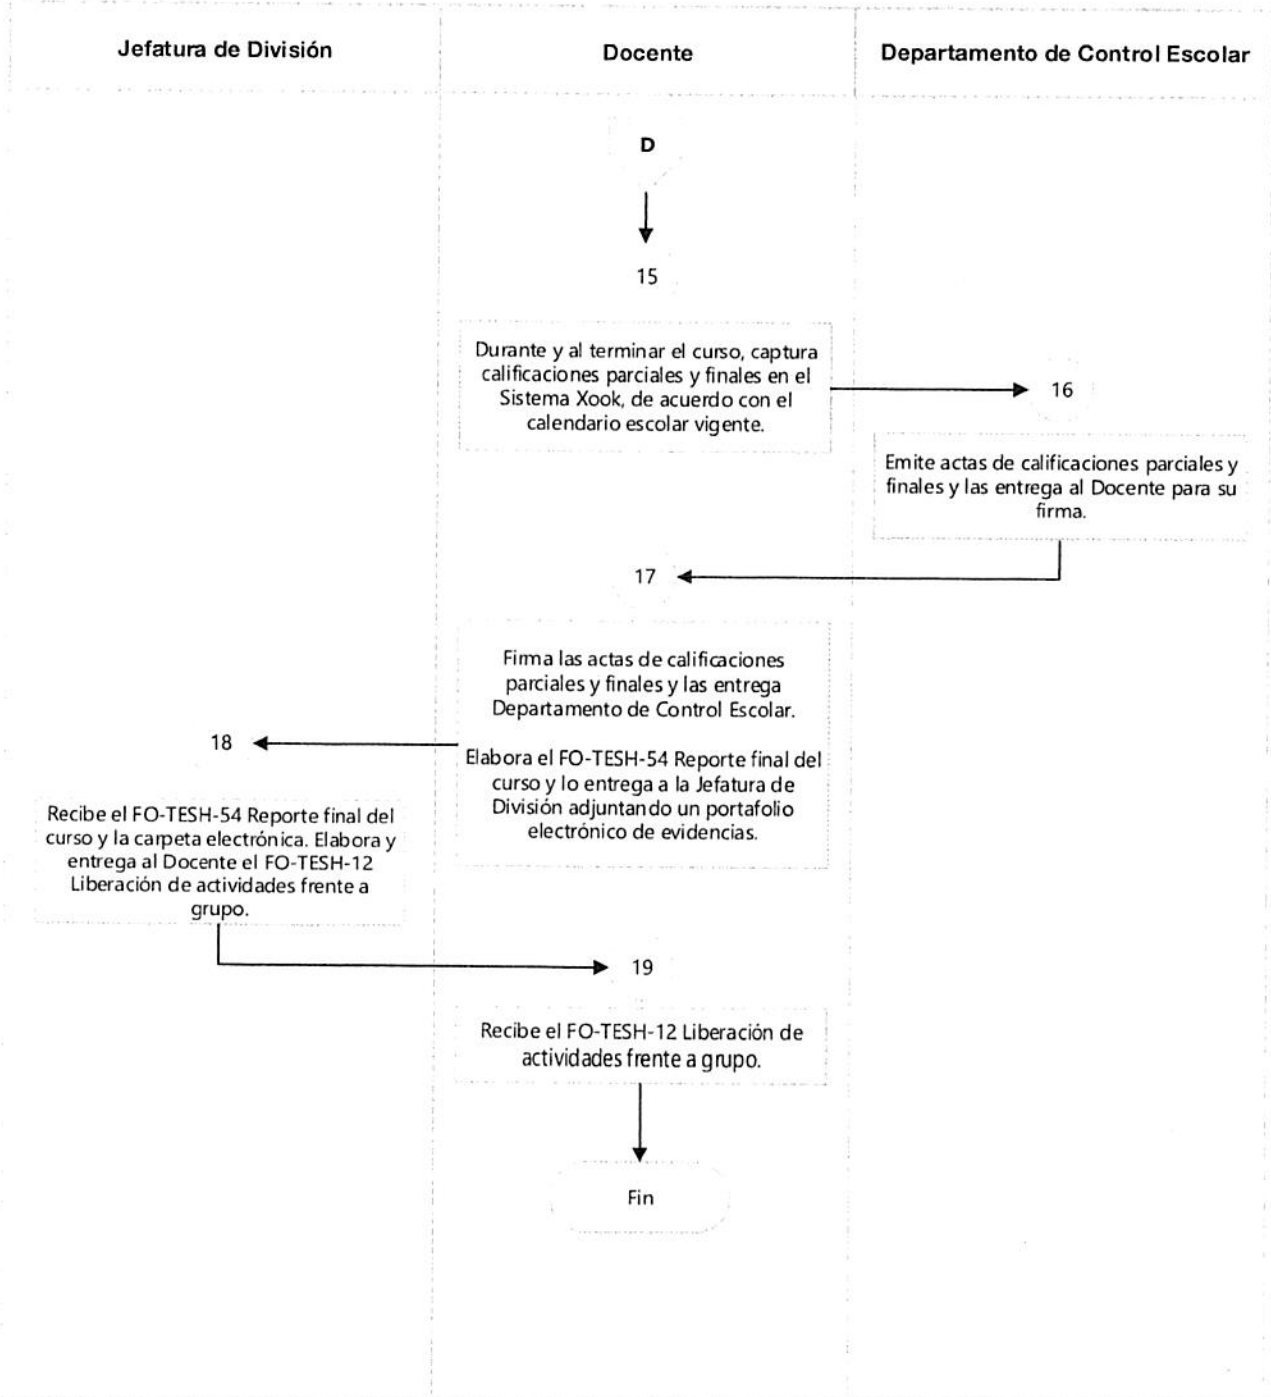 Jefatura de División
Docente
Departamento de Control Escolar
D
15
Durante y al terminar el curso, captura
calificaciones parciales y finales en el
Sistema Xook, de acuerdo con el
calendario escolar vigente.
16
Emite actas de calificaciones parciales y
finales y las entrega al Docente para su
firma.
17
Firma las actas de calificaciones
parciales y finales y las entrega
Departamento de Control Escolar.
Elabora el FO-TESH-54 Reporte final del
curso y lo entrega a la Jefatura de
División adjuntando un portafolio
electrónico de evidencias.
18
Recibe el FO-TESH-54 Reporte final del
curso y la carpeta electrónica. Elabora y
entrega al Docente el FO-TESH-12
Liberación de actividades frente a
grupo.
19
Recibe el FO-TESH-12 Liberación de
actividades frente a grupo.
Fin